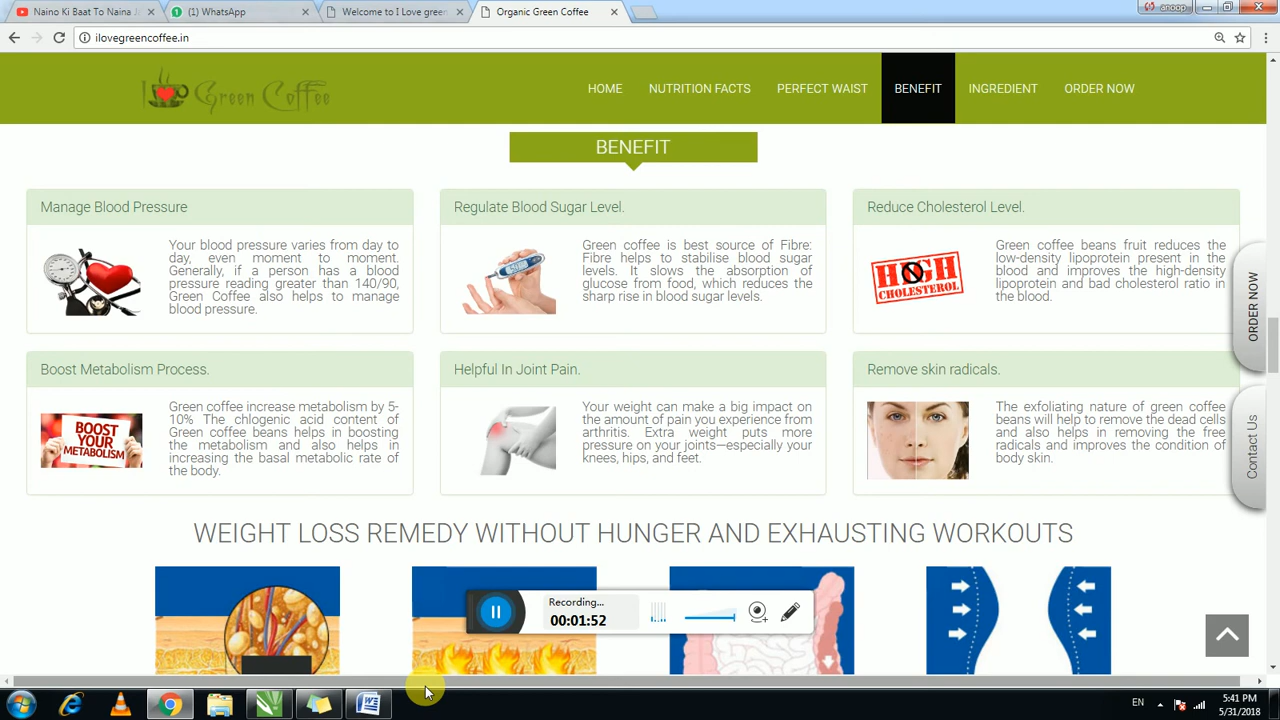 Naino Ki Baat To Naina J
(1) WhatsApp
Welcome to I Love green
Organic Green Coffee
anoop
ilovegreencoffee.in
I Green Coffee
HOME
NUTRITION FACTS
PERFECT WAIST
BENEFIT
INGREDIENT
ORDER NOW
BENEFIT
Manage Blood Pressure
Your blood pressure varies from day to
day, even moment to moment.
Generally, if a person has a blood
pressure reading greater than 140/90,
Green Coffee also helps to manage
blood pressure.
Regulate Blood Sugar Level.
Green coffee is best source of Fibre:
Fibre helps to stabilise blood sugar
levels. It slows the absorption of
glucose from food, which reduces the
sharp rise in blood sugar levels.
Reduce Cholesterol Level.
HIGH
CHOLESTEROL
Green coffee beans fruit reduces the
low-density lipoprotein present in the
blood and improves the high-density
lipoprotein and bad cholesterol ratio in
the blood.
ORDER NOW
Boost Metabolism Process.
BOOST
YOUR
METABOLISM
Green coffee increase metabolism by 5-
10% The chlogenic acid content of
Green coffee beans helps in boosting
the metabolism and also helps in
increasing the basal metabolic rate of
the body.
Helpful In Joint Pain.
Your weight can make a big impact on
the amount of pain you experience from
arthritis. Extra weight puts more
pressure on your joints—especially your
knees, hips, and feet.
Remove skin radicals.
The exfoliating nature of green coffee
beans will help to remove the dead cells
and also helps in removing the free
radicals and improves the condition of
body skin.
Contact Us
WEIGHT LOSS REMEDY WITHOUT HUNGER AND EXHAUSTING WORKOUTS
Recording...
00:01:52
EN
5:41 PM
5/31/2018